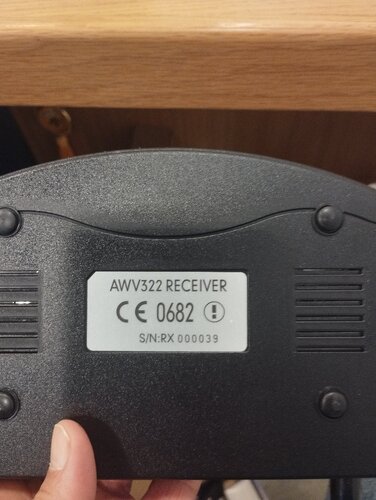 AWV322 RECEIVER
CE 0682 !
S/N:RX 000039